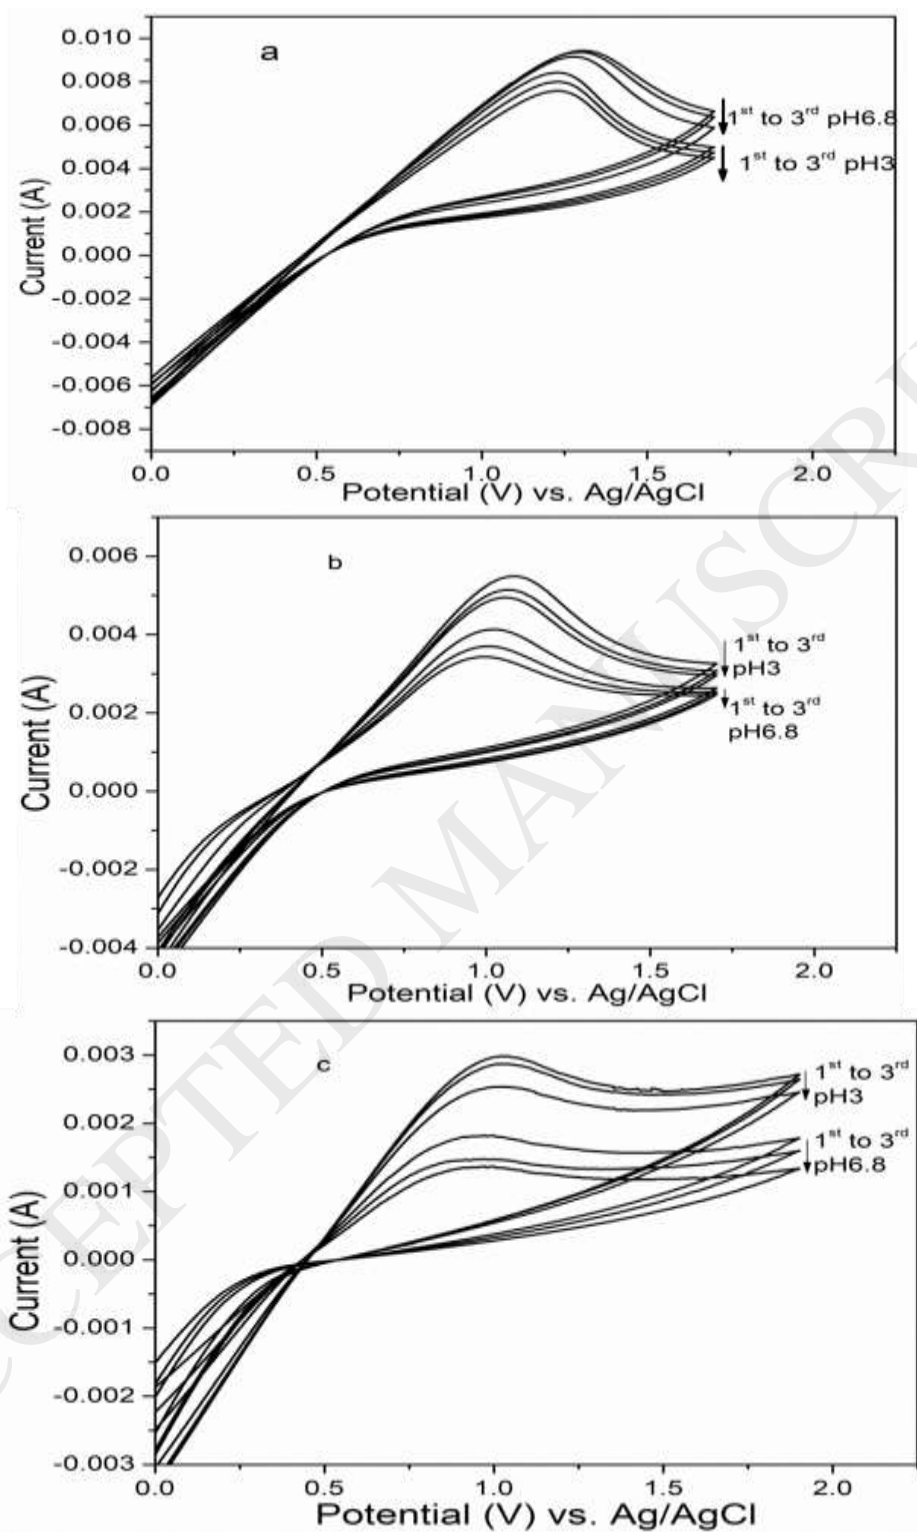 a
0.010
0.008
0.006
0.004
0.002
0.000
-0.002
-0.004
-0.006
-0.008
Current (A)
1st to 3rd pH6.8
1st to 3rd pH3
0.0 0.5 1.0 1.5 2.0
Potential (V) vs. Ag/AgCl
b
0.006
0.004
0.002
0.000
-0.002
-0.004
Current (A)
1st to 3rd
pH3
1st to 3rd
pH6.8
0.0 0.5 1.0 1.5 2.0
Potential (V) vs. Ag/AgCl
c
0.003
0.002
0.001
0.000
-0.001
-0.002
-0.003
Current (A)
1st to 3rd
pH3
1st to 3rd
pH6.8
0.0 0.5 1.0 1.5 2.0
Potential (V) vs. Ag/AgCl
CEPTED MANUSCRI